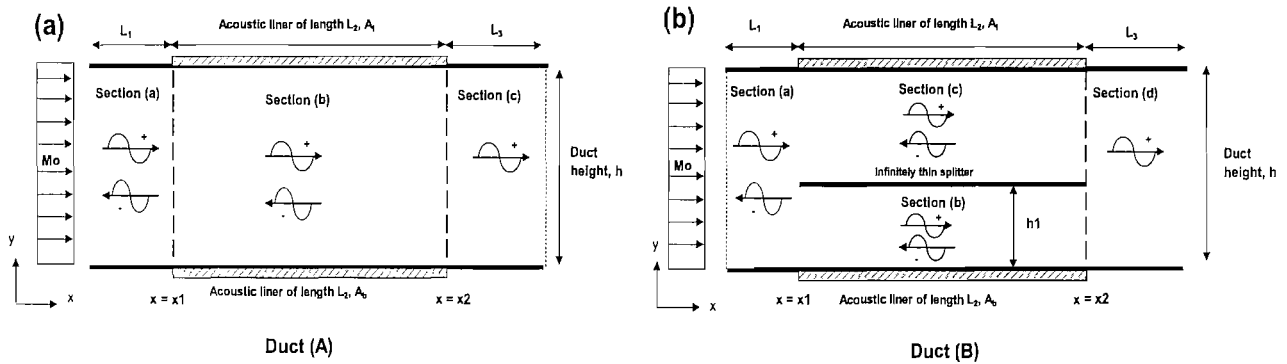 (a)
L₁
Acoustic liner of length L₂, Aₜ
L₃
Section (a)
Section (b)
Section (c)
+
+
+
Mo
-
-
Duct
height, h
y
x
x = x1
Acoustic liner of length L₂, A_b
x = x2
Duct (A)
(b)
L₁
Acoustic liner of length L₂, Aₜ
L₃
Section (a)
Section (c)
Section (d)
+
+
+
Mo
-
-
Infinitely thin splitter
Section (b)
+
-
h1
Duct
height, h
y
x
x = x1
Acoustic liner of length L₂, A_b
x = x2
Duct (B)